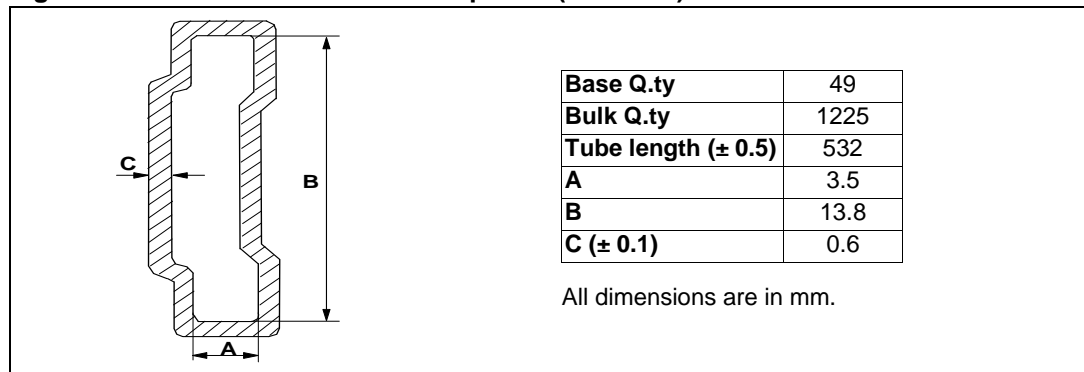 C
B
A
Base Q.ty 49
Bulk Q.ty 1225
Tube length (± 0.5) 532
A 3.5
B 13.8
C (± 0.1) 0.6
All dimensions are in mm.